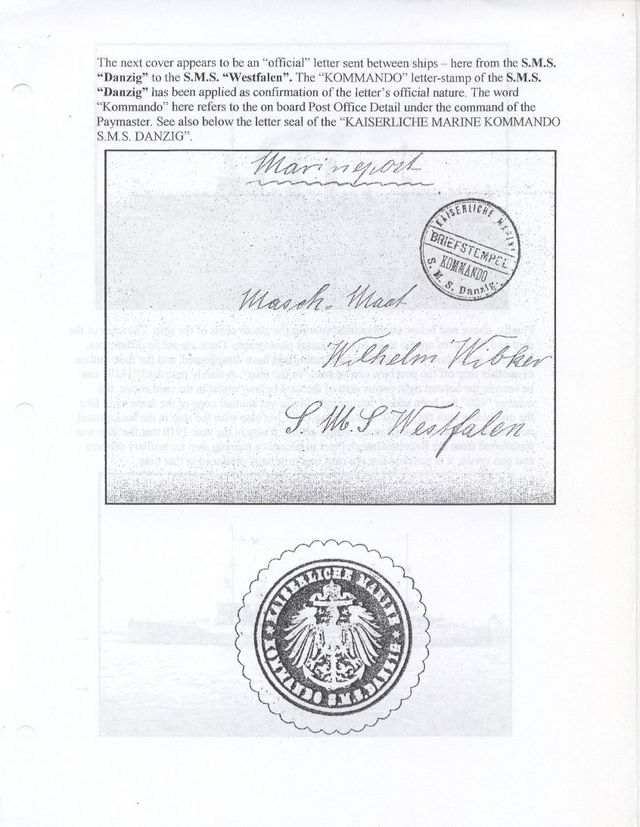 The next cover appears to be an “official” letter sent between ships – here from the S.M.S.
“Danzig” to the S.M.S. “Westfalen”. The “KOMMANDO” letter-stamp of the S.M.S.
“Danzig” has been applied as confirmation of the letter’s official nature. The word
“Kommando” here refers to the on board Post Office Detail under the command of the
Paymaster. See also below the letter seal of the “KAISERLICHE MARINE KOMMANDO
S.M.S. DANZIG”.
Marinepost
KAISERLICHE MARINE
BRIEFSTEMPEL
KOMMANDO
S. M. S. Danzig.
Masch. Maat
Wilhelm Wibker
S. M. S Westfalen
KAISERLICHE MARINE
KOMMANDO S.M.S. DANZIG